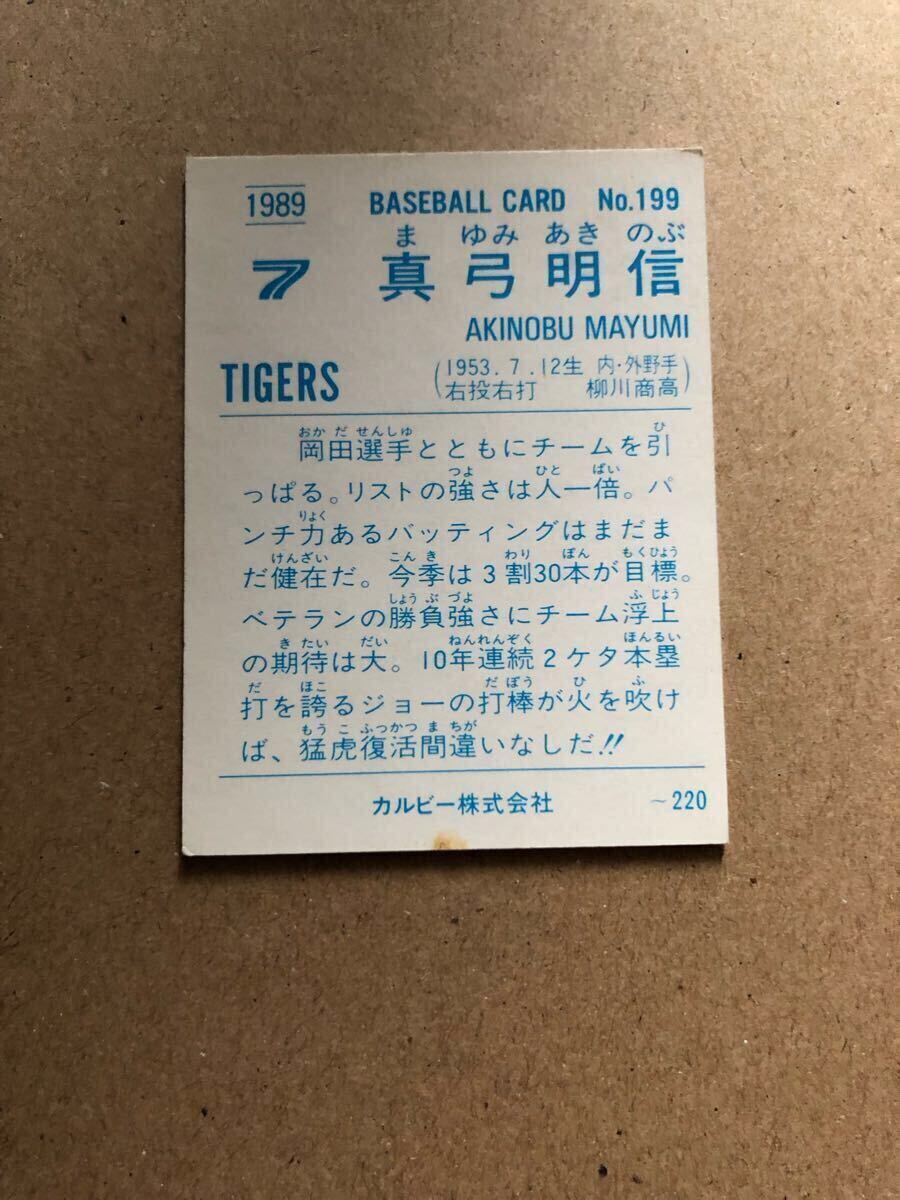 1989 BASEBALL CARD No.199
ま ゆみ あき のぶ
7 真弓明信
AKINOBU MAYUMI
TIGERS
(1953.7.12生 内・外野手
右投右打 柳川商高)
おか だ せんしゅ ひ
岡田選手とともにチームを引
つよ ひと ばい
っぱる。リストの強さは人一倍。パ
りょく
ンチ力あるバッティングはまだま
けんざい こん き わり ぽん もくひょう
だ健在だ。今季は3割30本が目標。
しょう ぶ づよ ふ じょう
ベテランの勝負強さにチーム浮上
き たい だい ねんれんぞく ほんるい
の期待は大。10年連続2ケタ本塁
だ ほこ だ ぼう ひ ふ
打を誇るジョーの打棒が火を吹け
もう こ ふっかつ ま ちが
ば、猛虎復活間違いなしだ!!
カルビー株式会社 ~220